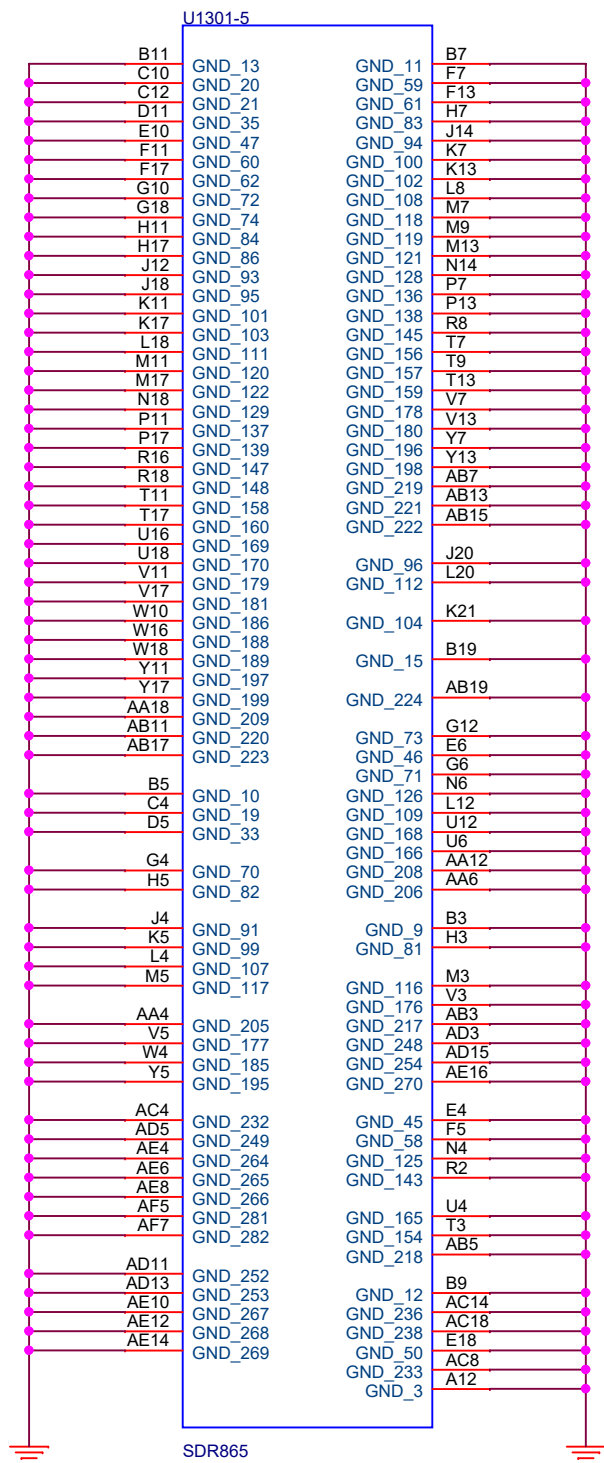 U1301-5
B11 GND_13 GND_11 B7
C10 GND_20 GND_59 F7
C12 GND_21 GND_61 F13
D11 GND_35 GND_83 H7
E10 GND_47 GND_94 J14
F11 GND_60 GND_100 K7
F17 GND_62 GND_102 K13
G10 GND_72 GND_108 L8
G18 GND_74 GND_118 M7
H11 GND_84 GND_119 M9
H17 GND_86 GND_121 M13
J12 GND_93 GND_128 N14
J18 GND_95 GND_136 P7
K11 GND_101 GND_138 P13
K17 GND_103 GND_145 R8
L18 GND_111 GND_156 T7
M11 GND_120 GND_157 T9
M17 GND_122 GND_159 T13
N18 GND_129 GND_178 V7
P11 GND_137 GND_180 V13
P17 GND_139 GND_196 Y7
R16 GND_147 GND_198 Y13
R18 GND_148 GND_219 AB7
T11 GND_158 GND_221 AB13
T17 GND_160 GND_222 AB15
U16 GND_169
U18 GND_170 GND_96 J20
V11 GND_179 GND_112 L20
V17 GND_181
W10 GND_186 GND_104 K21
W16 GND_188
W18 GND_189 GND_15 B19
Y11 GND_197
Y17 GND_199 GND_224 AB19
AA18 GND_209
AB11 GND_220 GND_73 G12
AB17 GND_223 GND_46 E6
GND_71 G6
B5 GND_10 GND_126 N6
C4 GND_19 GND_109 L12
D5 GND_33 GND_168 U12
GND_166 U6
G4 GND_70 GND_208 AA12
H5 GND_82 GND_206 AA6
J4 GND_91 GND_9 B3
K5 GND_99 GND_81 H3
L4 GND_107
M5 GND_117 GND_116 M3
GND_176 V3
AA4 GND_205 GND_217 AB3
V5 GND_177 GND_248 AD3
W4 GND_185 GND_254 AD15
Y5 GND_195 GND_270 AE16
AC4 GND_232 GND_45 E4
AD5 GND_249 GND_58 F5
AE4 GND_264 GND_125 N4
AE6 GND_265 GND_143 R2
AE8 GND_266
AF5 GND_281 GND_165 U4
AF7 GND_282 GND_154 T3
GND_218 AB5
AD11 GND_252
AD13 GND_253 GND_12 B9
AE10 GND_267 GND_236 AC14
AE12 GND_268 GND_238 AC18
AE14 GND_269 GND_50 E18
GND_233 AC8
GND_3 A12
SDR865